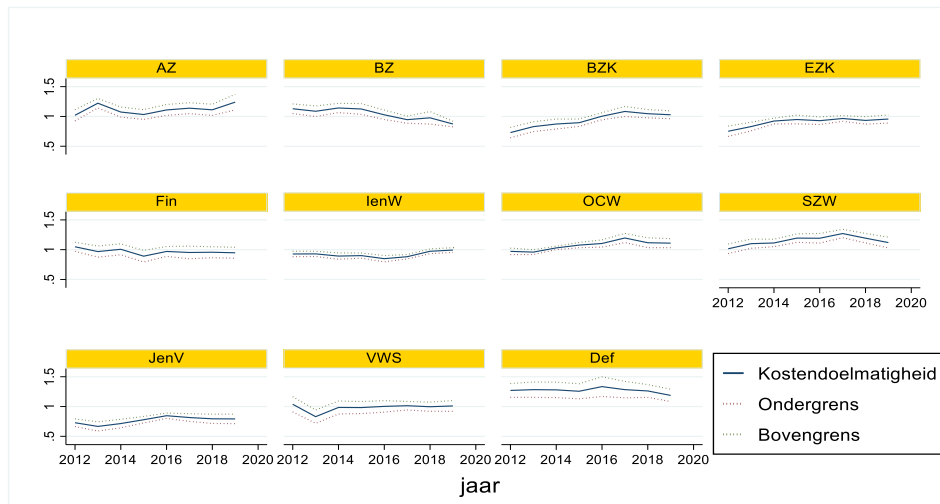 AZ BZ BZK EZK
1.5
1
.5
Fin IenW OCW SZW
1.5
1
.5
2012 2014 2016 2018 2020
JenV VWS Def
1.5
1
.5
2012 2014 2016 2018 2020 2012 2014 2016 2018 2020 2012 2014 2016 2018 2020
jaar
Kostendoelmatigheid
Ondergrens
Bovengrens